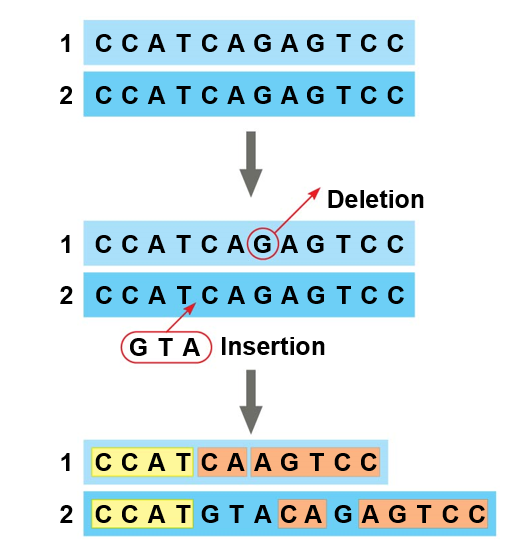 1 C C A T C A G A G T C C
2 C C A T C A G A G T C C
Deletion
1 C C A T C A G A G T C C
2 C C A T C A G A G T C C
G T A Insertion
1 C C A T C A A G T C C
2 C C A T G T A C A G A G T C C